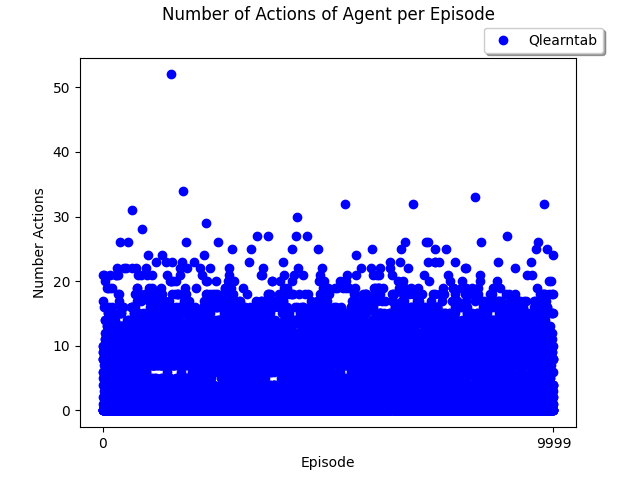 Number of Actions of Agent per Episode
Qlearntab
50
40
30
20
10
0
Number Actions
0
9999
Episode